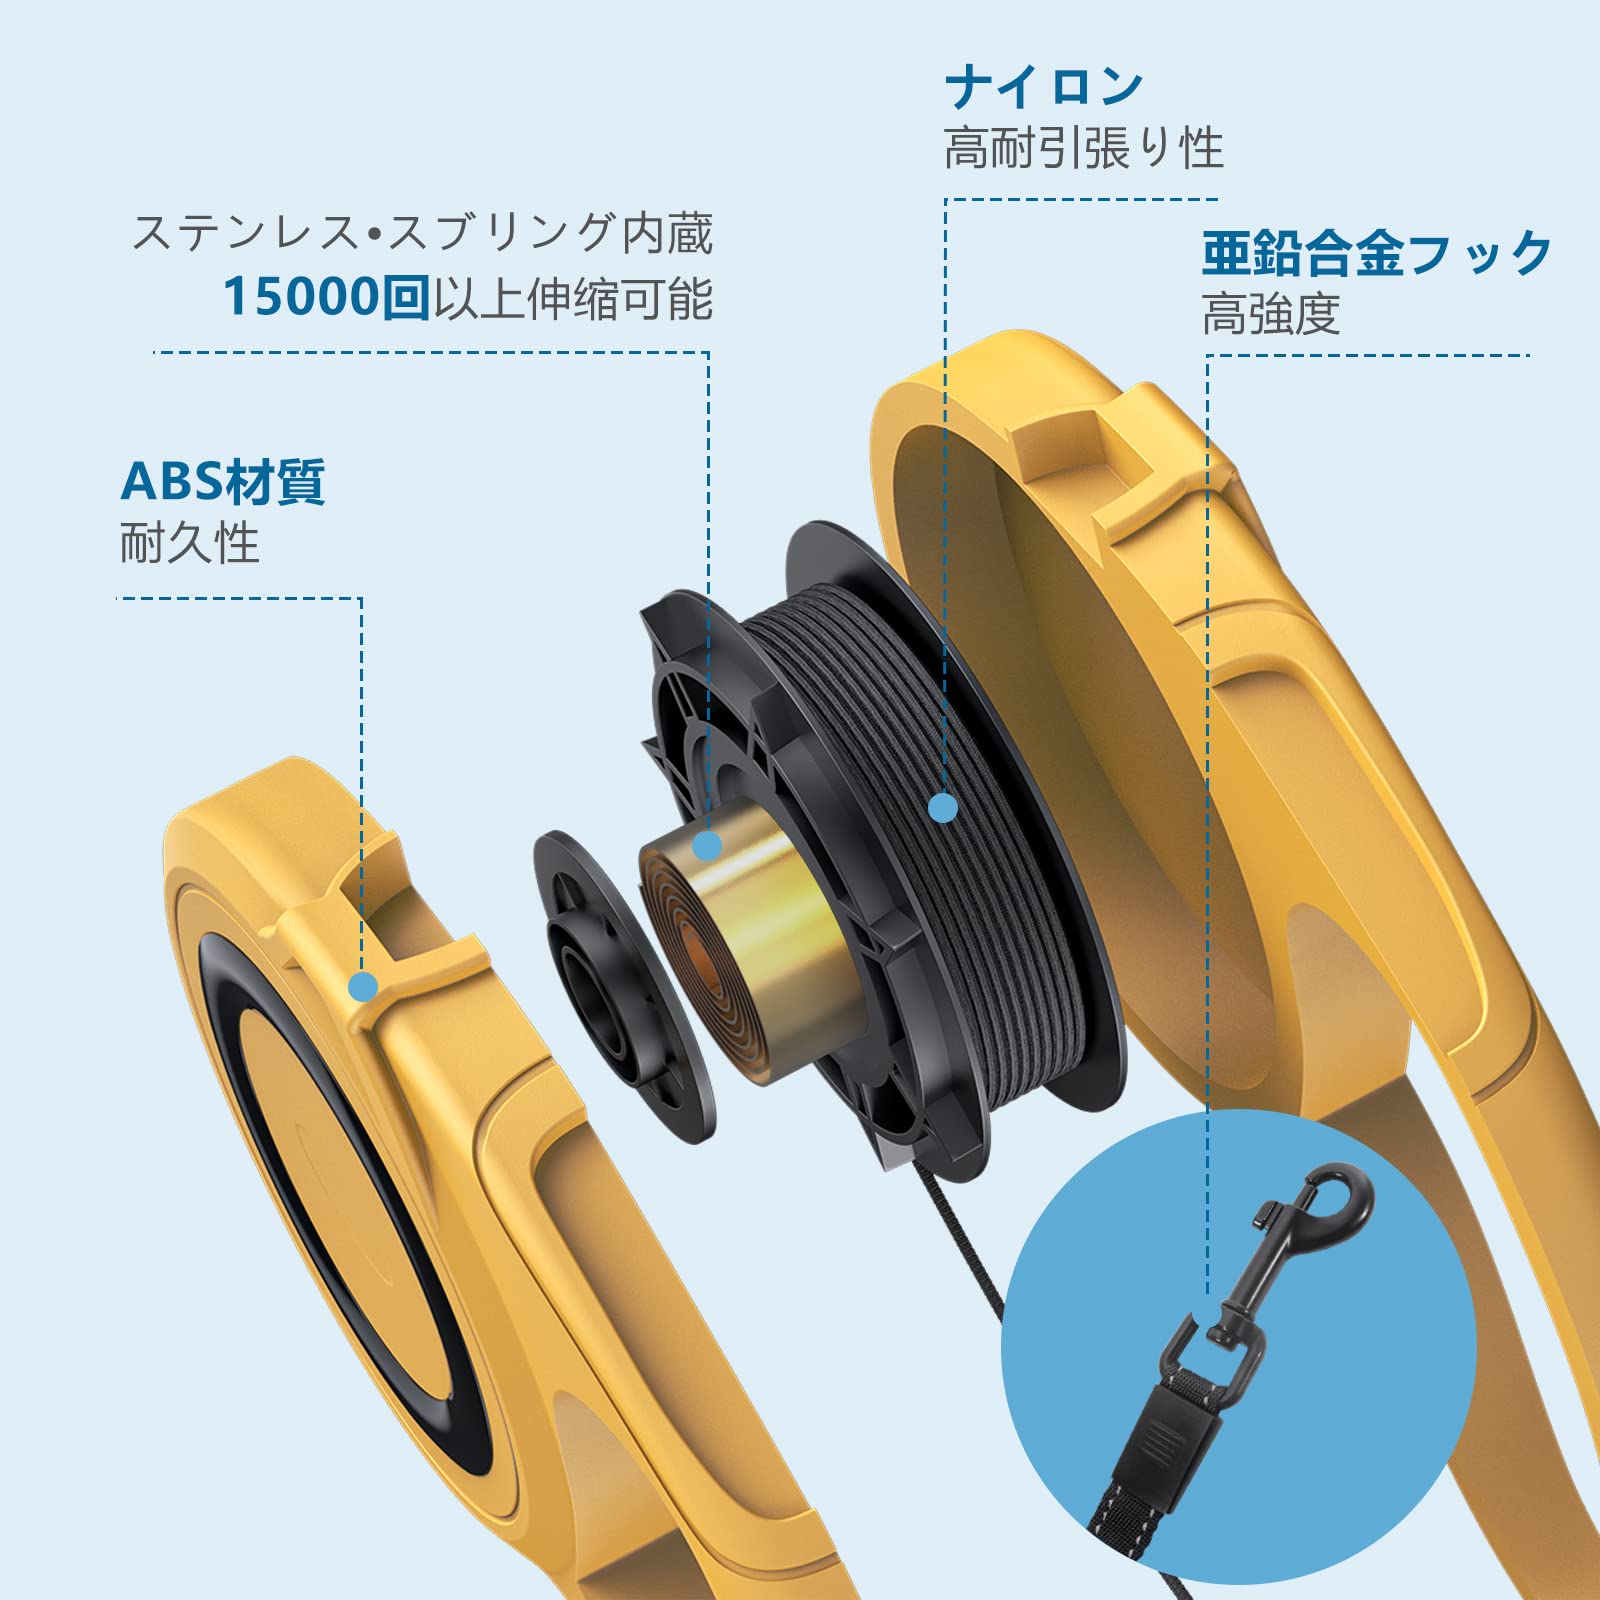 ナイロン
高耐引張り性
ステンレス•スブリング内蔵
15000回以上伸缩可能
亜鉛合金フック
高強度
ABS材質
耐久性